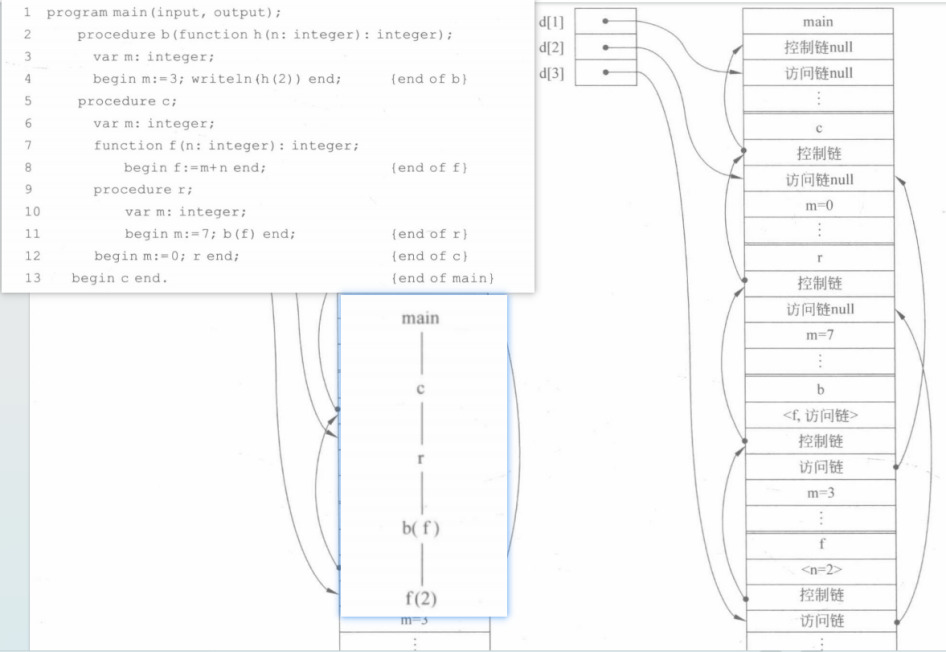 1 program main(input, output);
2 procedure b(function h(n: integer): integer);
3 var m: integer;
4 begin m:=3; writeln(h(2)) end; {end of b}
5 procedure c;
6 var m: integer;
7 function f(n: integer): integer;
8 begin f:=m+n end; {end of f}
9 procedure r;
10 var m: integer;
11 begin m:=7; b(f) end; {end of r}
12 begin m:=0; r end; {end of c}
13 begin c end. {end of main}
main
c
r
b( f )
f(2)
m=3
⋮
d[1]
d[2]
d[3]
main
控制链null
访问链null
⋮
c
控制链
访问链null
m=0
⋮
r
控制链
访问链null
m=7
⋮
b
<f, 访问链>
控制链
访问链
m=3
⋮
f
<n=2>
控制链
访问链
⋮